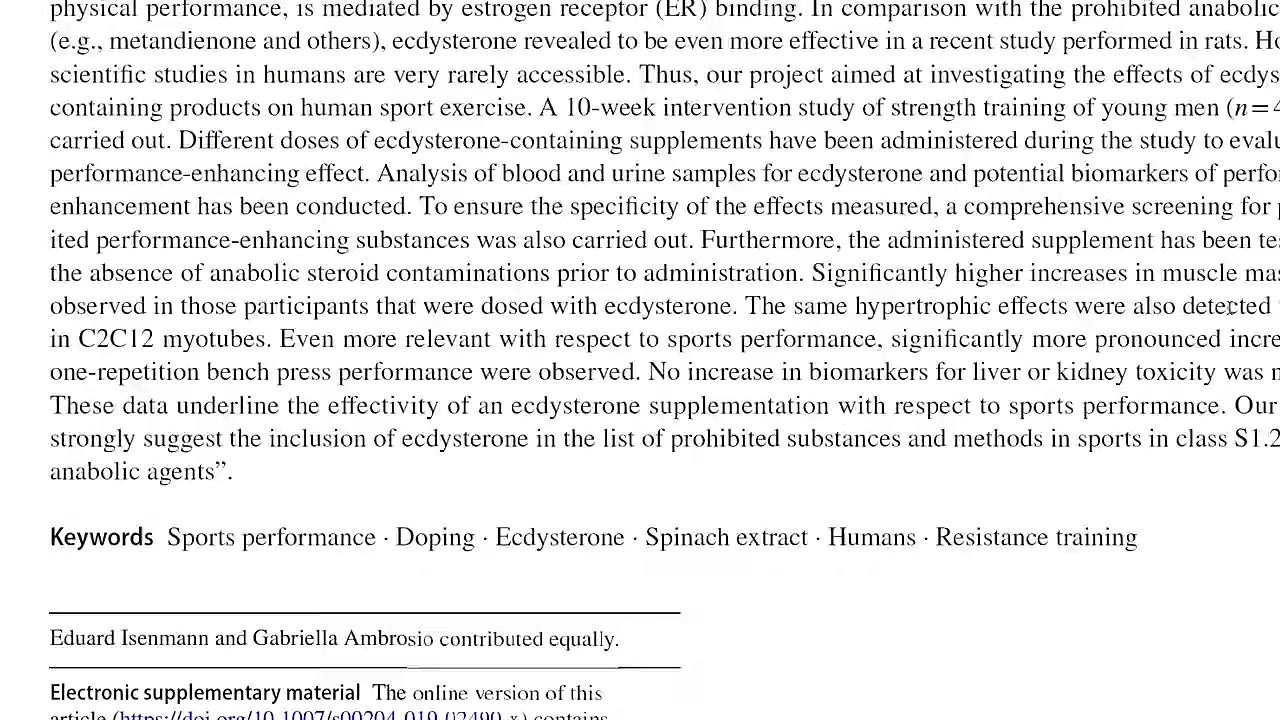 physical performance, is mediated by estrogen receptor (ER) binding. In comparison with the prohibited anabolic
(e.g., metandienone and others), ecdysterone revealed to be even more effective in a recent study performed in rats. Ho
scientific studies in humans are very rarely accessible. Thus, our project aimed at investigating the effects of ecdys
containing products on human sport exercise. A 10-week intervention study of strength training of young men (n=4
carried out. Different doses of ecdysterone-containing supplements have been administered during the study to evalu
performance-enhancing effect. Analysis of blood and urine samples for ecdysterone and potential biomarkers of perfo
enhancement has been conducted. To ensure the specificity of the effects measured, a comprehensive screening for p
ited performance-enhancing substances was also carried out. Furthermore, the administered supplement has been tes
the absence of anabolic steroid contaminations prior to administration. Significantly higher increases in muscle mas
observed in those participants that were dosed with ecdysterone. The same hypertrophic effects were also detected
in C2C12 myotubes. Even more relevant with respect to sports performance, significantly more pronounced incre
one-repetition bench press performance were observed. No increase in biomarkers for liver or kidney toxicity was n
These data underline the effectivity of an ecdysterone supplementation with respect to sports performance. Our
strongly suggest the inclusion of ecdysterone in the list of prohibited substances and methods in sports in class S1.2
anabolic agents”.
Keywords Sports performance · Doping · Ecdysterone · Spinach extract · Humans · Resistance training
Eduard Isenmann and Gabriella Ambrosio contributed equally.
Electronic supplementary material The online version of this
article (https://doi.org/10.1007/s00204-019-02490-x) contains